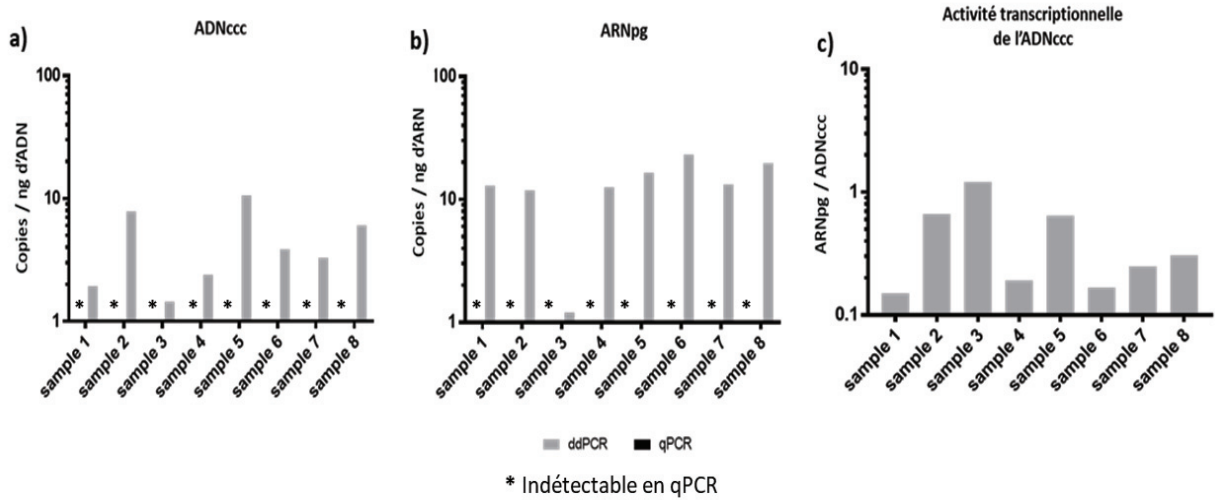 a)
ADNccc
Copies / ng d'ADN
100
10
1
* * * * * * * *
sample 1
sample 2
sample 3
sample 4
sample 5
sample 6
sample 7
sample 8
b)
ARNpg
Copies / ng d'ARN
100
10
1
* * * * * * * *
sample 1
sample 2
sample 3
sample 4
sample 5
sample 6
sample 7
sample 8
c)
Activité transcriptionnelle
de l'ADNccc
ARNpg / ADNccc
10
1
0.1
sample 1
sample 2
sample 3
sample 4
sample 5
sample 6
sample 7
sample 8
ddPCR qPCR
* Indétectable en qPCR